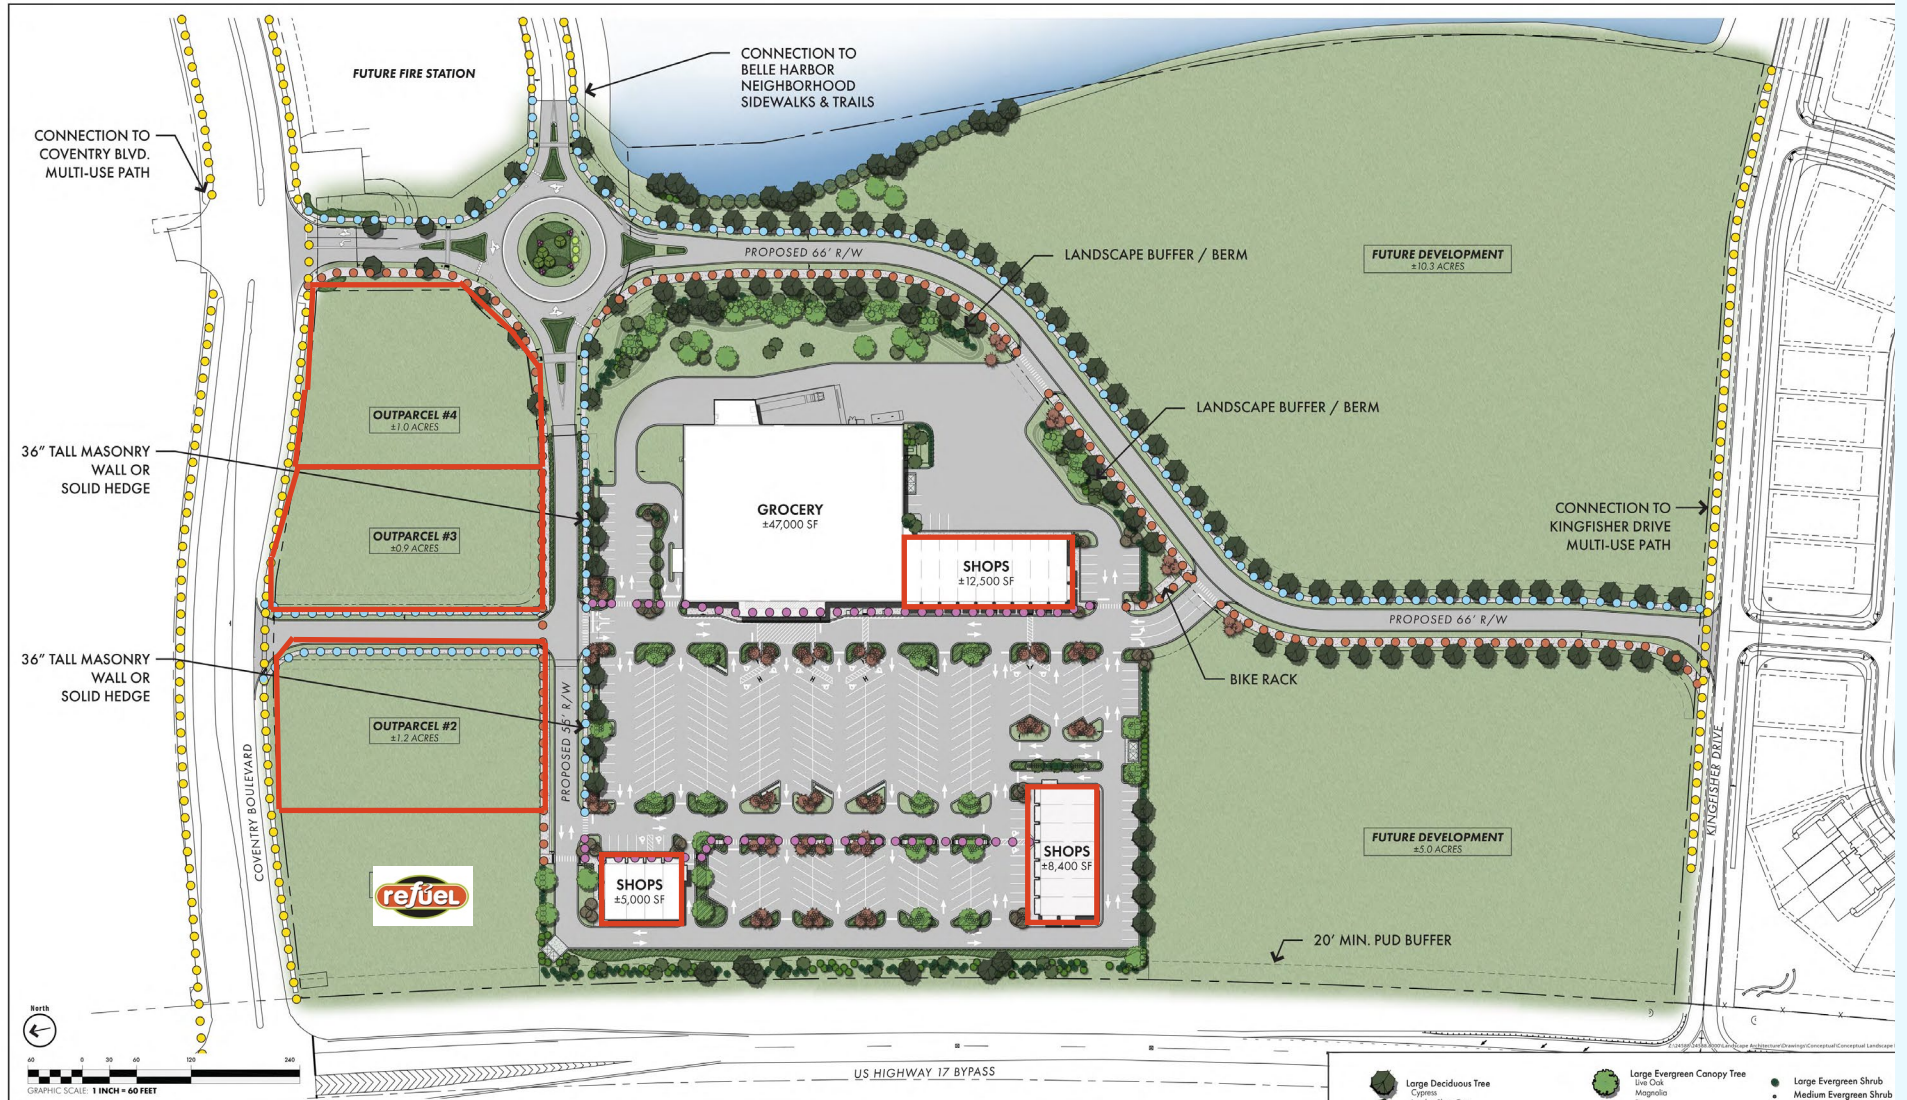 FUTURE FIRE STATION
CONNECTION TO
BELLE HARBOR
NEIGHBORHOOD
SIDEWALKS & TRAILS
CONNECTION TO
COVENTRY BLVD.
MULTI-USE PATH
PROPOSED 66' R/W
LANDSCAPE BUFFER / BERM
FUTURE DEVELOPMENT
±10.3 ACRES
OUTPARCEL #4
±1.0 ACRES
LANDSCAPE BUFFER / BERM
36" TALL MASONRY
WALL OR
SOLID HEDGE
GROCERY
±47,000 SF
CONNECTION TO
KINGFISHER DRIVE
MULTI-USE PATH
OUTPARCEL #3
±0.9 ACRES
SHOPS
±12,500 SF
PROPOSED 66' R/W
36" TALL MASONRY
WALL OR
SOLID HEDGE
BIKE RACK
OUTPARCEL #2
±1.2 ACRES
PROPOSED 55' R/W
COVENTRY BOULEVARD
KINGFISHER DRIVE
FUTURE DEVELOPMENT
±5.0 ACRES
SHOPS
±8,400 SF
SHOPS
±5,000 SF
refuel
20' MIN. PUD BUFFER
North
60 0 30 60 120 240
GRAPHIC SCALE: 1 INCH = 60 FEET
US HIGHWAY 17 BYPASS
Large Deciduous Tree
Cypress
Large Evergreen Canopy Tree
Live Oak
Magnolia
Large Evergreen Shrub
Medium Evergreen Shrub